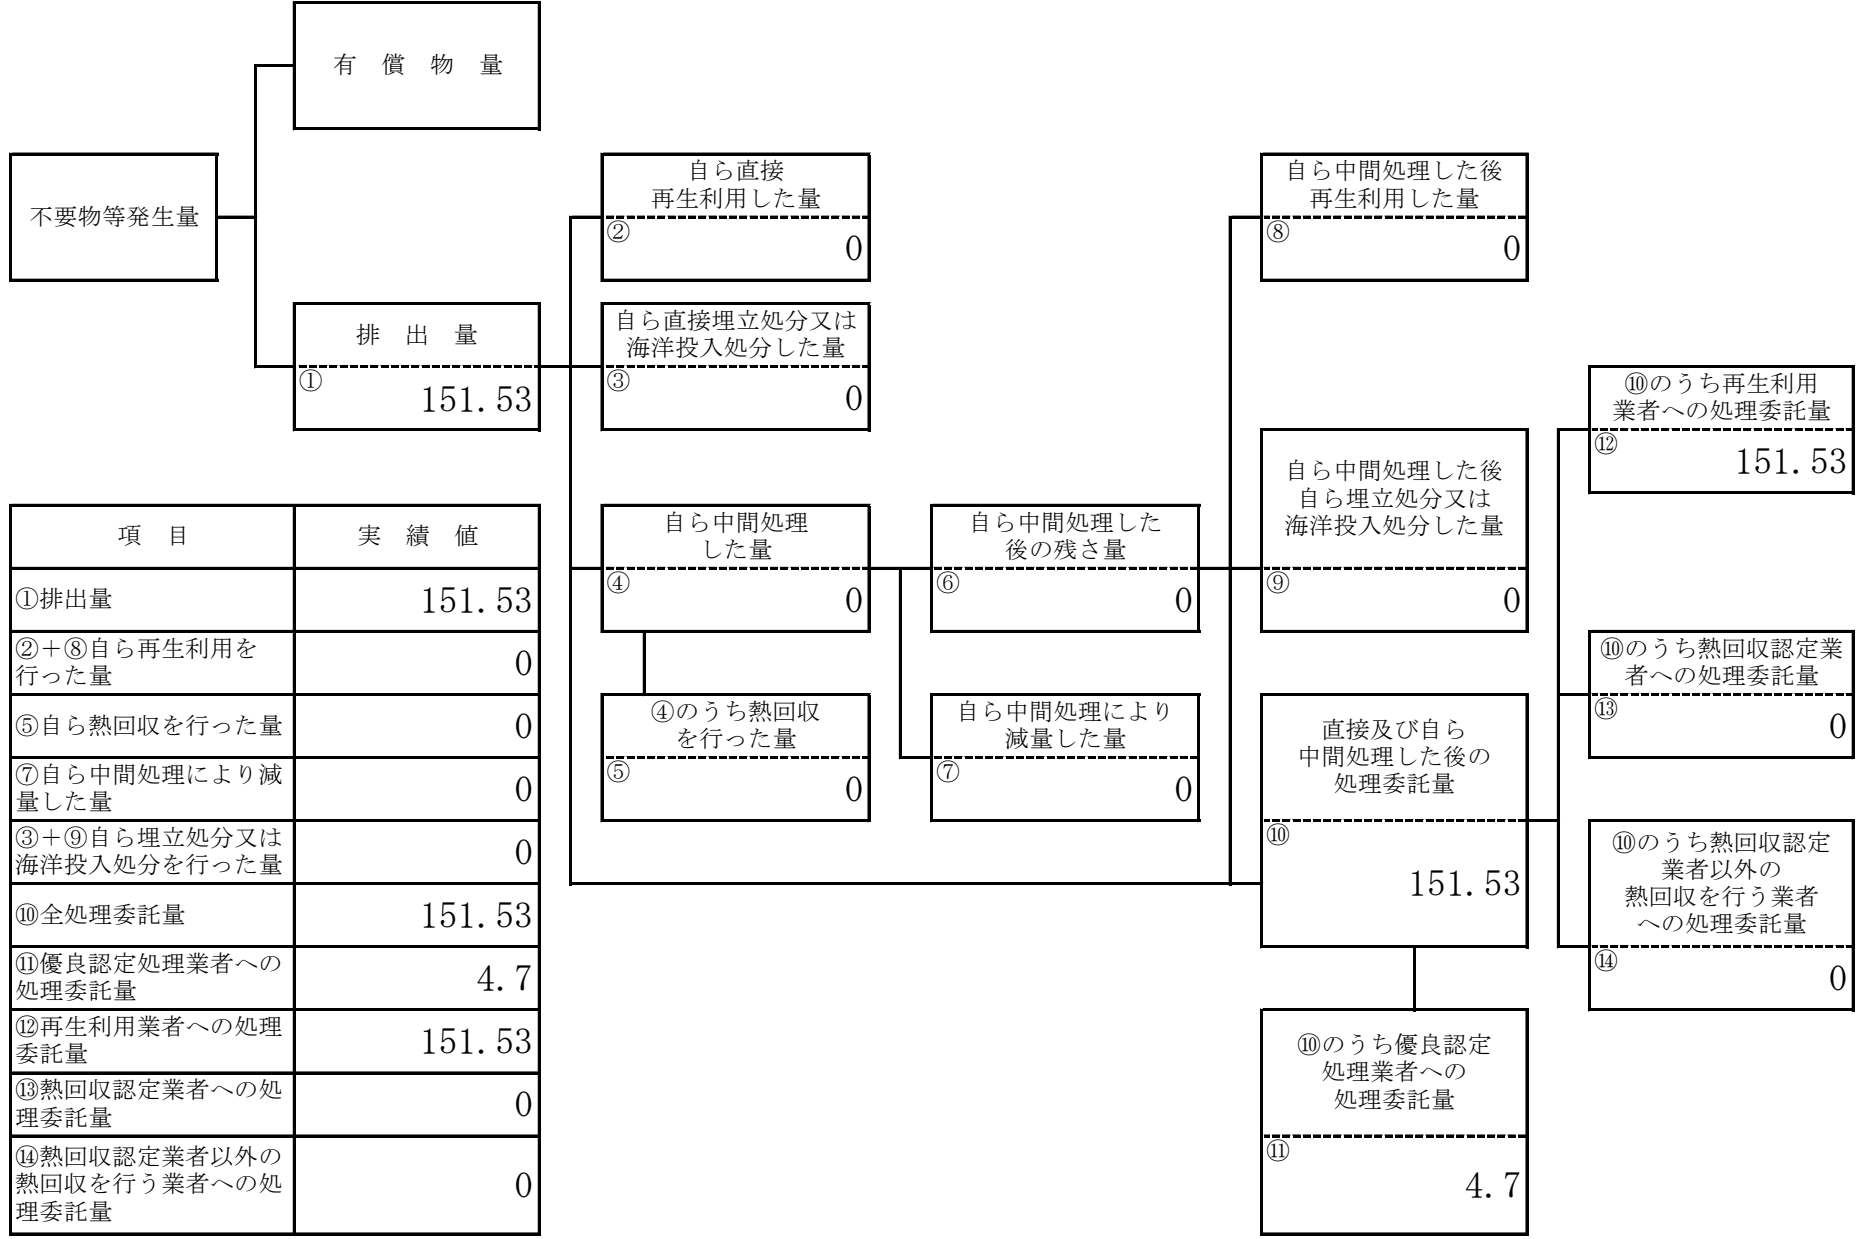 有 償 物 量
不要物等発生量
排 出 量
①
151.53
自ら直接
再生利用した量
②
0
自ら直接埋立処分又は
海洋投入処分した量
③
0
自ら中間処理
した量
④
0
④のうち熱回収
を行った量
⑤
0
自ら中間処理した
後の残さ量
⑥
0
自ら中間処理により
減量した量
⑦
0
自ら中間処理した後
再生利用した量
⑧
0
自ら中間処理した後
自ら埋立処分又は
海洋投入処分した量
⑨
0
直接及び自ら
中間処理した後の
処理委託量
⑩
151.53
⑩のうち優良認定
処理業者への
処理委託量
⑪
4.7
⑩のうち再生利用
業者への処理委託量
⑫
151.53
⑩のうち熱回収認定業
者への処理委託量
⑬
0
⑩のうち熱回収認定
業者以外の
熱回収を行う業者
への処理委託量
⑭
0
項 目 実 績 値
①排出量 151.53
②＋⑧自ら再生利用を
行った量 0
⑤自ら熱回収を行った量 0
⑦自ら中間処理により減
量した量 0
③＋⑨自ら埋立処分又は
海洋投入処分を行った量 0
⑩全処理委託量 151.53
⑪優良認定処理業者への
処理委託量 4.7
⑫再生利用業者への処理
委託量 151.53
⑬熱回収認定業者への処
理委託量 0
⑭熱回収認定業者以外の
熱回収を行う業者への処
理委託量 0